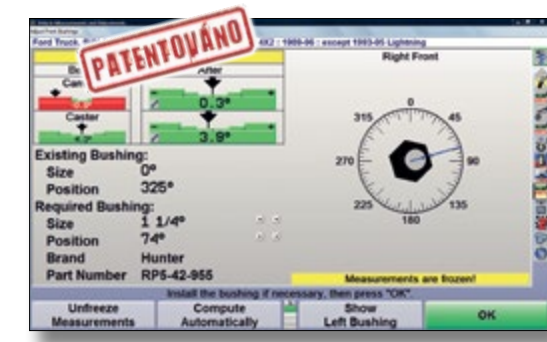 PATENTOVÁNO
4X2 : 1989-96 : except 1993-95 Lightning
Right Front
After
0.3°
Caster
3.9°
Existing Bushing:
Size 0°
Position 325°
Required Bushing:
Size 1 1/4°
Position 74°
Brand Hunter
Part Number RP5-42-955
0
45
90
135
180
225
270
315
Measurements are frozen!
Install the bushing if necessary, then press "OK".
Unfreeze Measurements
Compute Automatically
Show Left Bushing
OK